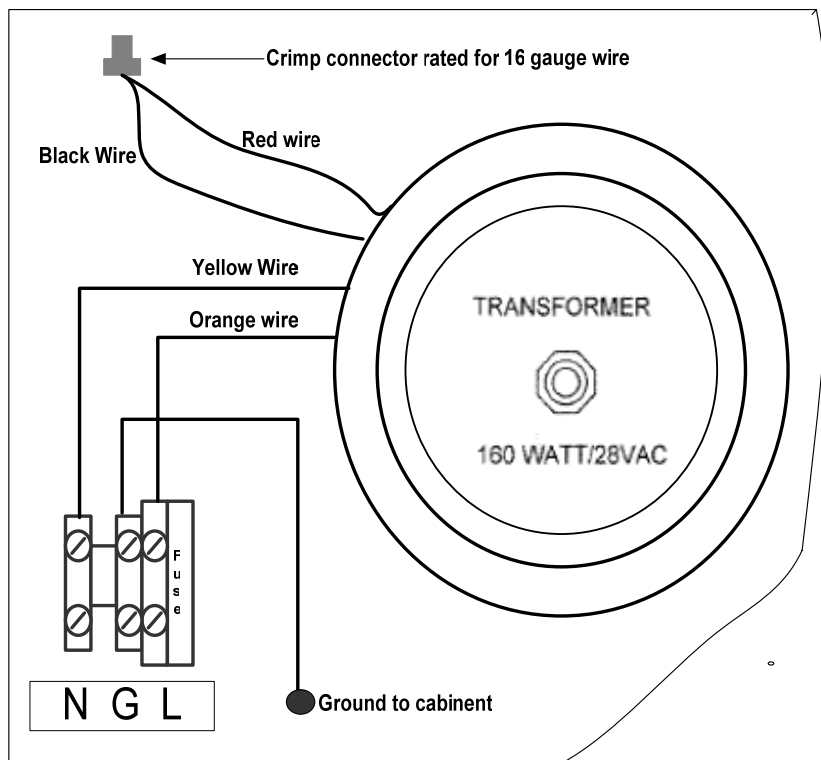 Crimp connector rated for 16 gauge wire
Red wire
Black Wire
Yellow Wire
Orange wire
TRANSFORMER
160 WATT/28VAC
Fuse
N G L
Ground to cabinent